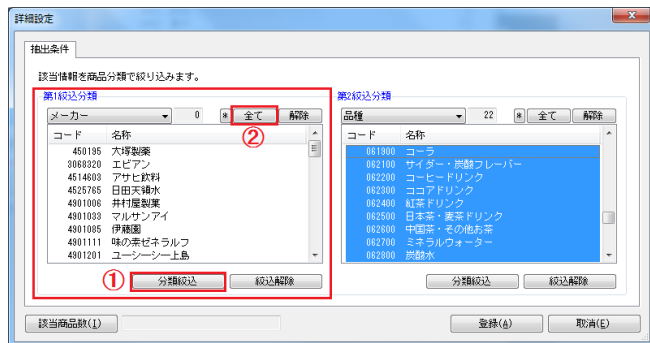 詳細設定
x
抽出条件
該当情報を商品分類で絞り込みます。
第1絞込分類
メーカー 0 * 全て 解除
②
コード 名称
450195 大塚製薬
3068320 エビアン
4514603 アサヒ飲料
4525765 日田天領水
4901006 井村屋製菓
4901033 マルサンアイ
4901085 伊藤園
4901111 味の素ゼネラルフ
4901201 ユーシーシー上島
① 分類絞込 絞込解除
第2絞込分類
品種 22 * 全て 解除
コード 名称
061900 コーラ
062100 サイダー・炭酸フレーバー
062200 コーヒードリンク
062300 ココアドリンク
062400 紅茶ドリンク
062500 日本茶・麦茶ドリンク
062600 中国茶・その他お茶
062700 ミネラルウォーター
062800 炭酸水
分類絞込 絞込解除
該当商品数(I) 登録(A) 取消(E)